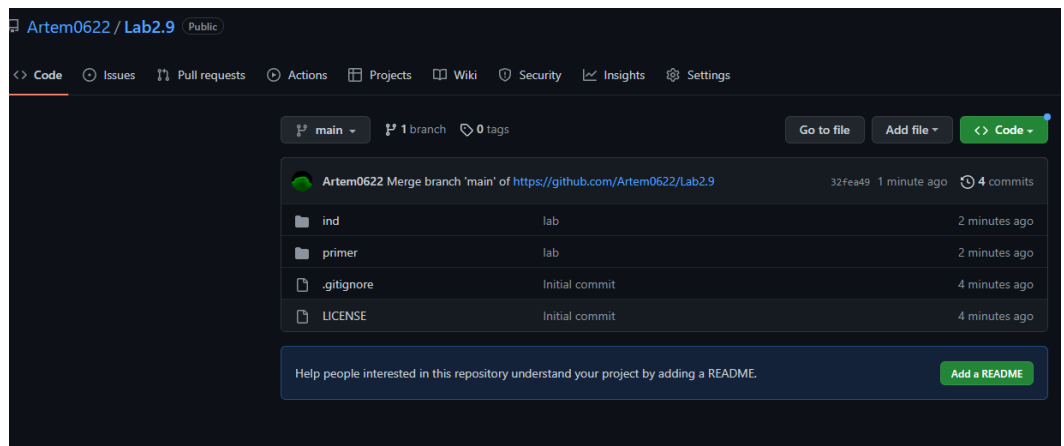 Artem0622 / Lab2.9 Public
<> Code Issues Pull requests Actions Projects Wiki Security Insights Settings
main 1 branch 0 tags Go to file Add file <> Code
Artem0622 Merge branch 'main' of https://github.com/Artem0622/Lab2.9 32fea49 1 minute ago 4 commits
ind lab 2 minutes ago
primer lab 2 minutes ago
.gitignore Initial commit 4 minutes ago
LICENSE Initial commit 4 minutes ago
Help people interested in this repository understand your project by adding a README. Add a README